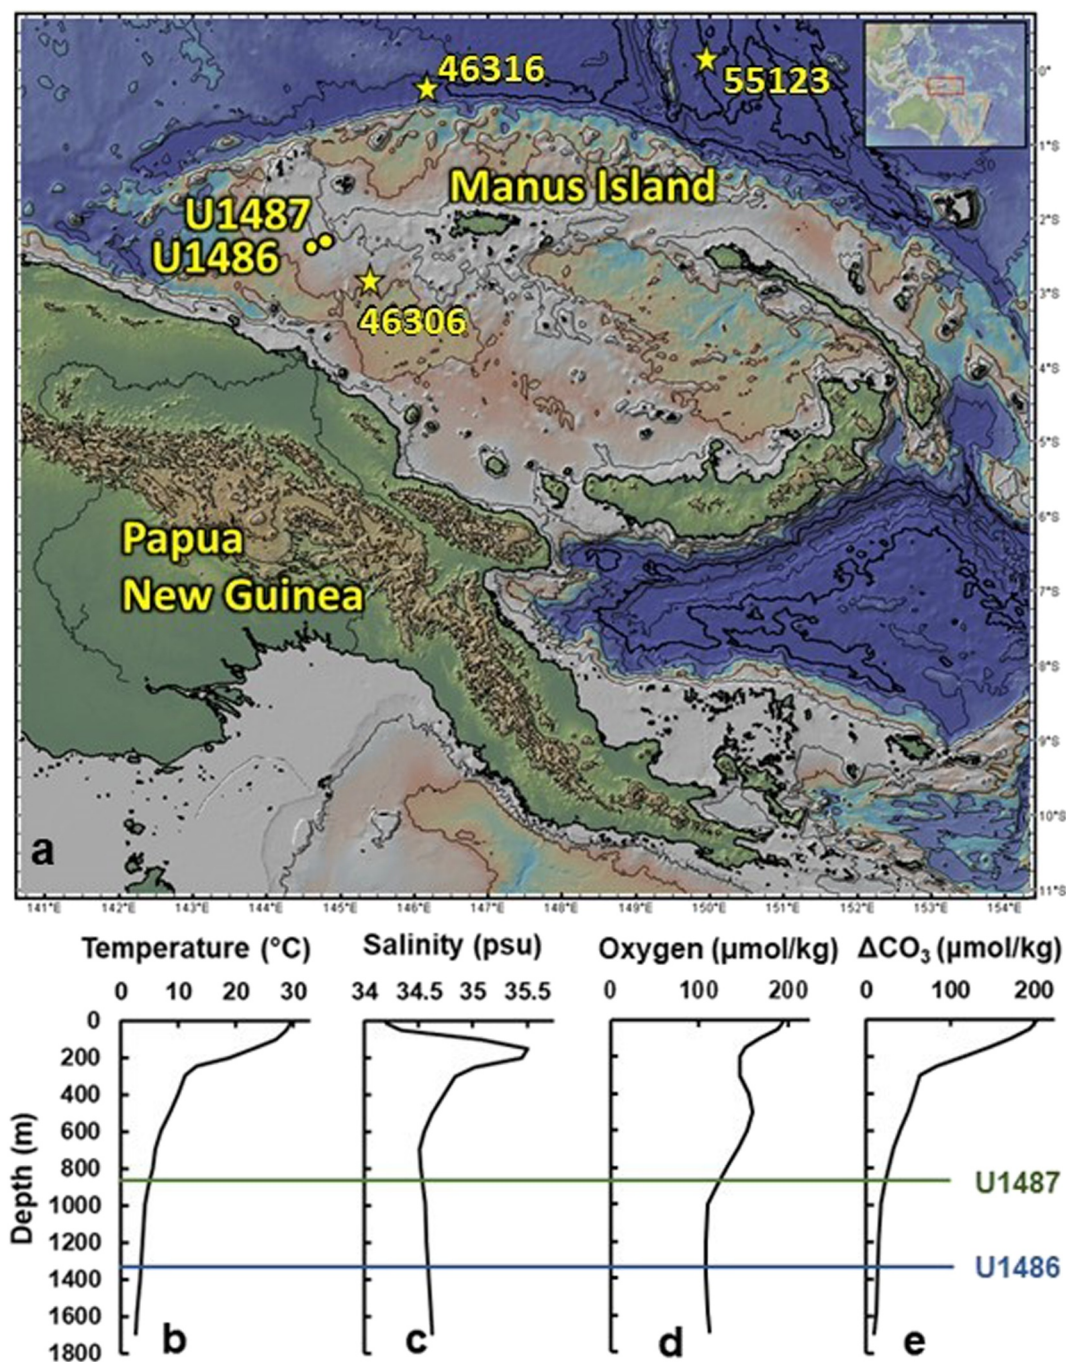 46316
55123
0°
1°S
Manus Island
U1487
2°S
U1486
3°S
46306
4°S
5°S
Papua
New Guinea
6°S
7°S
8°S
9°S
10°S
a
11°S
141°E 142°E 143°E 144°E 145°E 146°E 147°E 148°E 149°E 150°E 151°E 152°E 153°E 154°E
Temperature (°C) Salinity (psu) Oxygen (µmol/kg) ΔCO₃ (µmol/kg)
0 10 20 30 34 34.5 35 35.5 0 100 200 0 100 200
0
200
400
600
800
U1487
1000
1200
U1486
1400
1600
1800
Depth (m)
b c d e